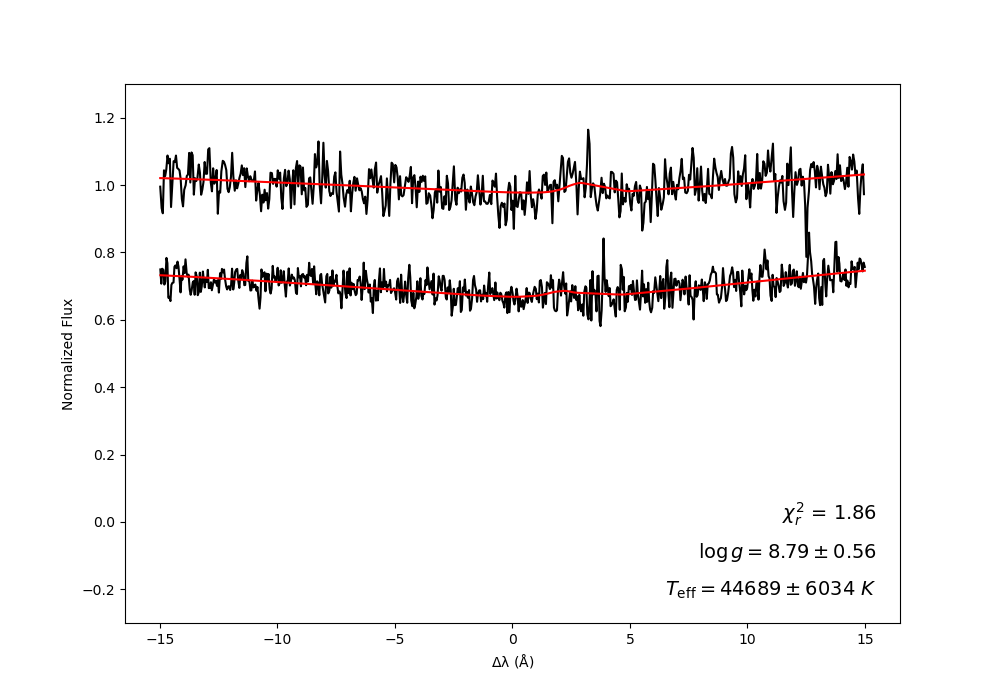 1.2
1.0
0.8
0.6
0.4
0.2
0.0
−0.2
Normalized Flux
χ²ᵣ = 1.86
log g = 8.79 ± 0.56
T_eff = 44689 ± 6034 K
−15 −10 −5 0 5 10 15
Δλ (Å)